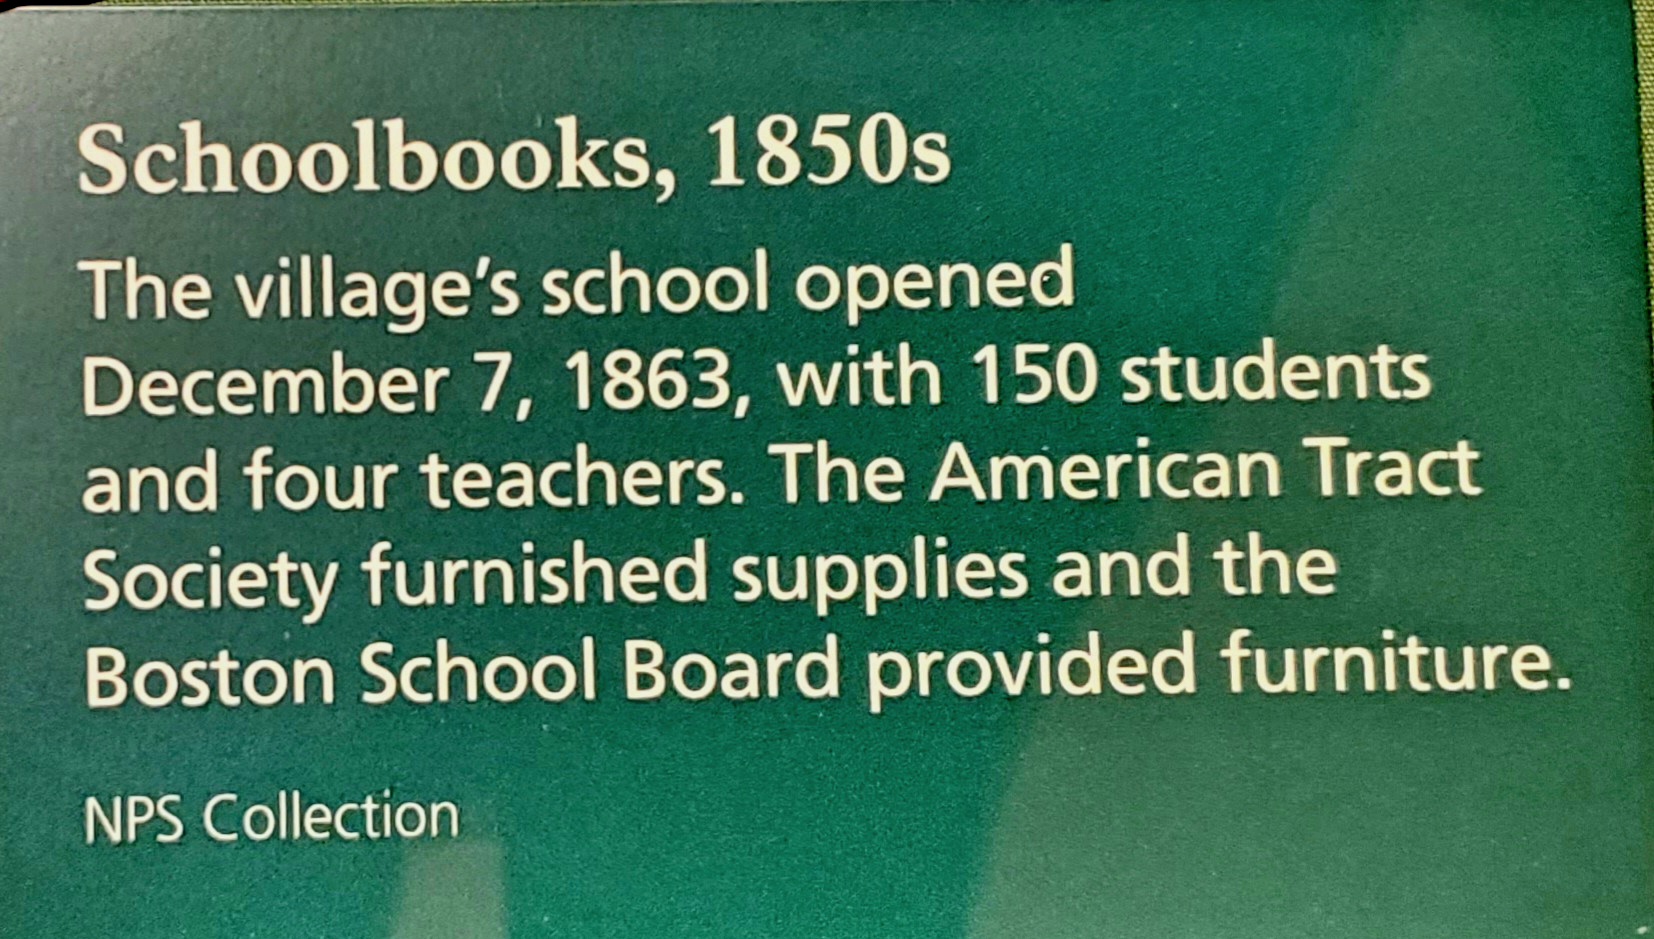 Schoolbooks, 1850s
The village's school opened
December 7, 1863, with 150 students
and four teachers. The American Tract
Society furnished supplies and the
Boston School Board provided furniture.
NPS Collection